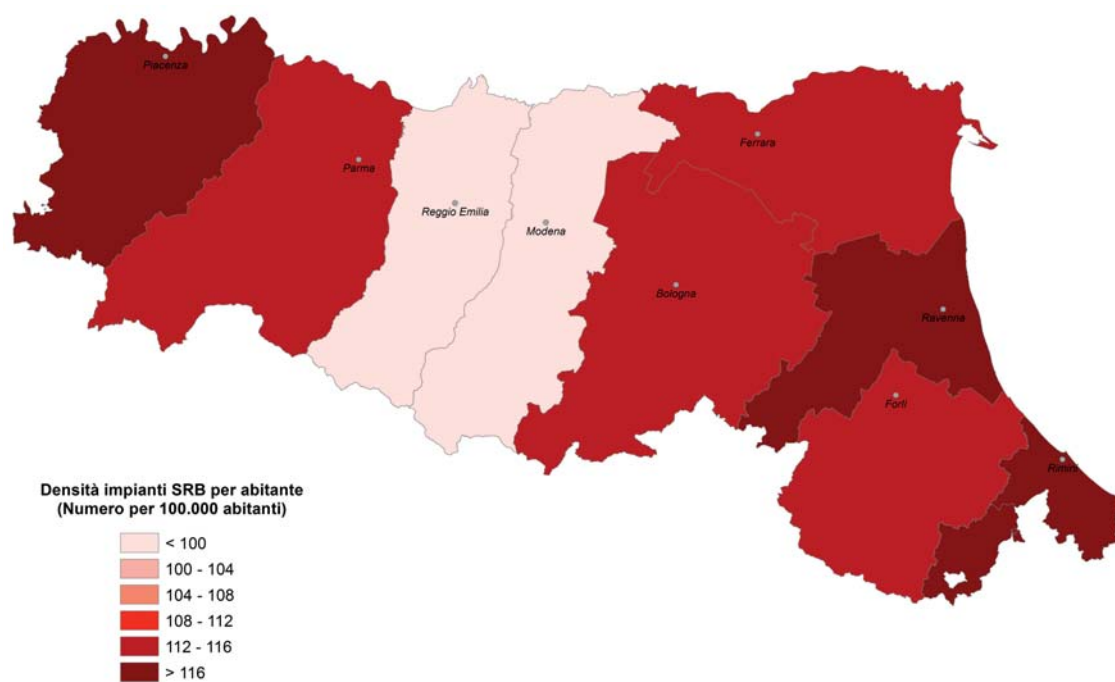 Piacenza
Parma
Reggio Emilia
Modena
Ferrara
Bologna
Ravenna
Forlì
Rimini
Densità impianti SRB per abitante
(Numero per 100.000 abitanti)
< 100
100 - 104
104 - 108
108 - 112
112 - 116
> 116